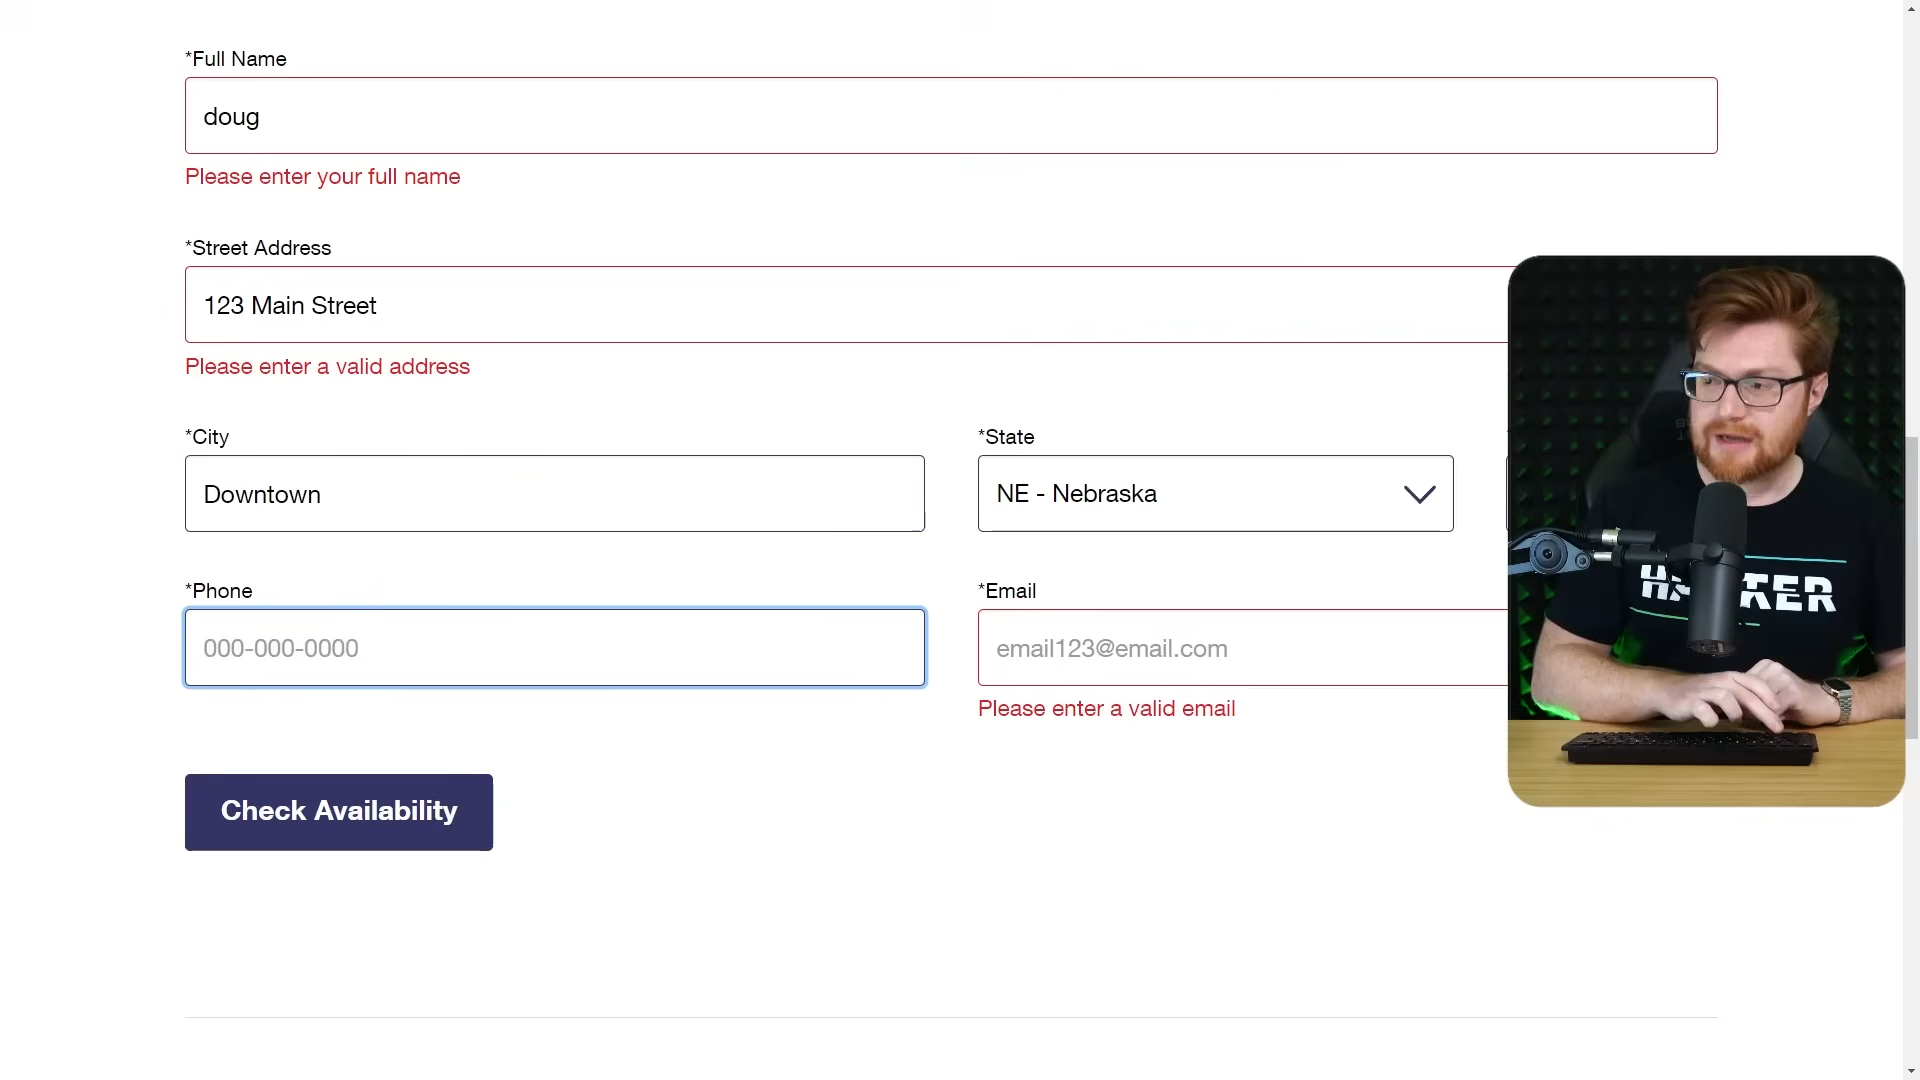 *Full Name
doug
Please enter your full name
*Street Address
123 Main Street
Please enter a valid address
*City
*State
Downtown
NE - Nebraska
*Phone
*Email
000-000-0000
email123@email.com
Please enter a valid email
Check Availability